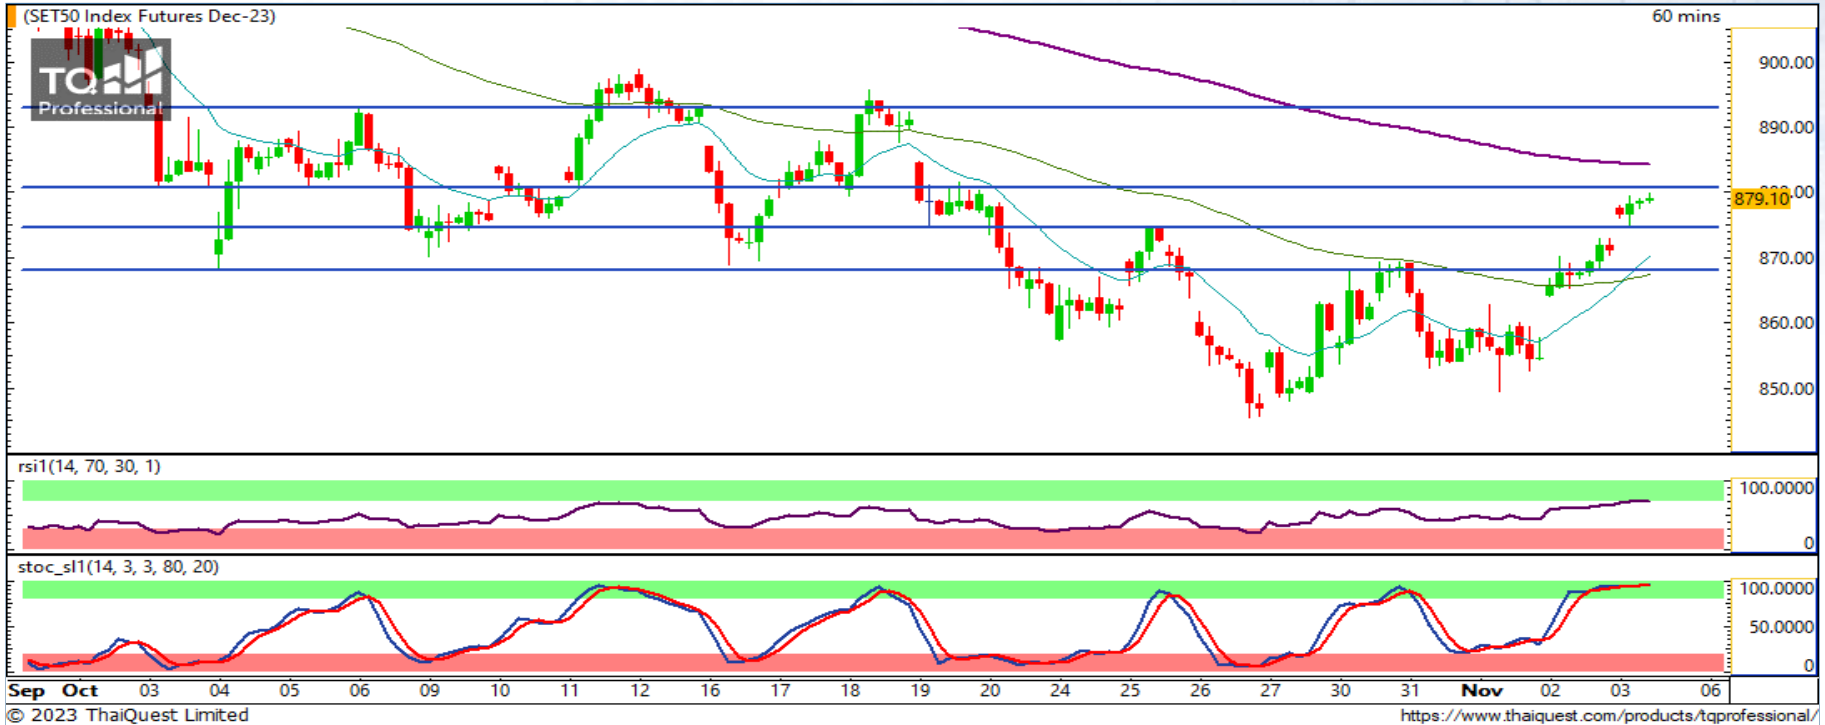 (SET50 Index Futures Dec-23)
60 mins
TQ
Professional
900.00
890.00
879.10
870.00
860.00
850.00
rsi1(14, 70, 30, 1)
100.0000
0
stoc_sl1(14, 3, 3, 80, 20)
100.0000
50.0000
0
Sep Oct 03 04 05 06 09 10 11 12 16 17 18 19 20 24 25 26 27 30 31 Nov 02 03 06
© 2023 ThaiQuest Limited
https://www.thaiquest.com/products/tqprofessional/